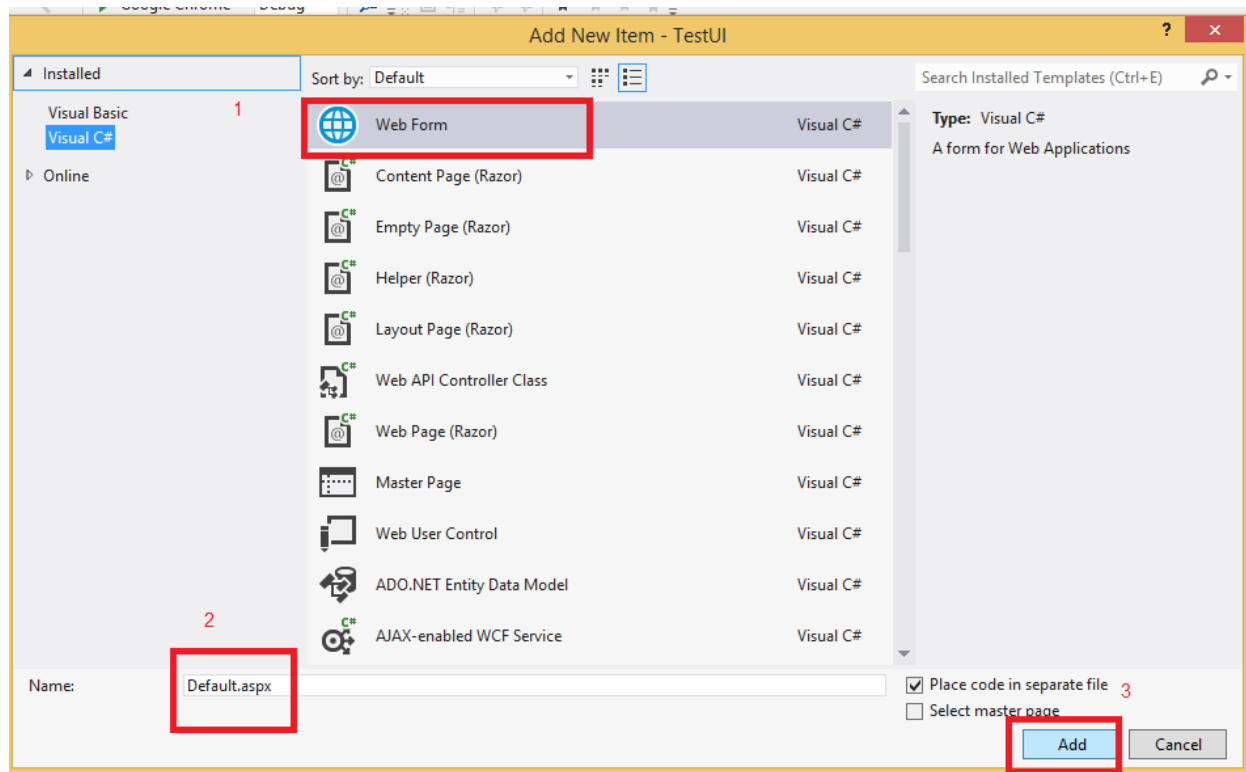 Google Chrome Debug
Add New Item - TestUI
?
Installed
Sort by: Default
Search Installed Templates (Ctrl+E)
Visual Basic
1
Visual C#
Online
Web Form Visual C#
Content Page (Razor) Visual C#
Empty Page (Razor) Visual C#
Helper (Razor) Visual C#
Layout Page (Razor) Visual C#
Web API Controller Class Visual C#
Web Page (Razor) Visual C#
Master Page Visual C#
Web User Control Visual C#
ADO.NET Entity Data Model Visual C#
AJAX-enabled WCF Service Visual C#
Type: Visual C#
A form for Web Applications
2
Name: Default.aspx
Place code in separate file 3
Select master page
Add Cancel